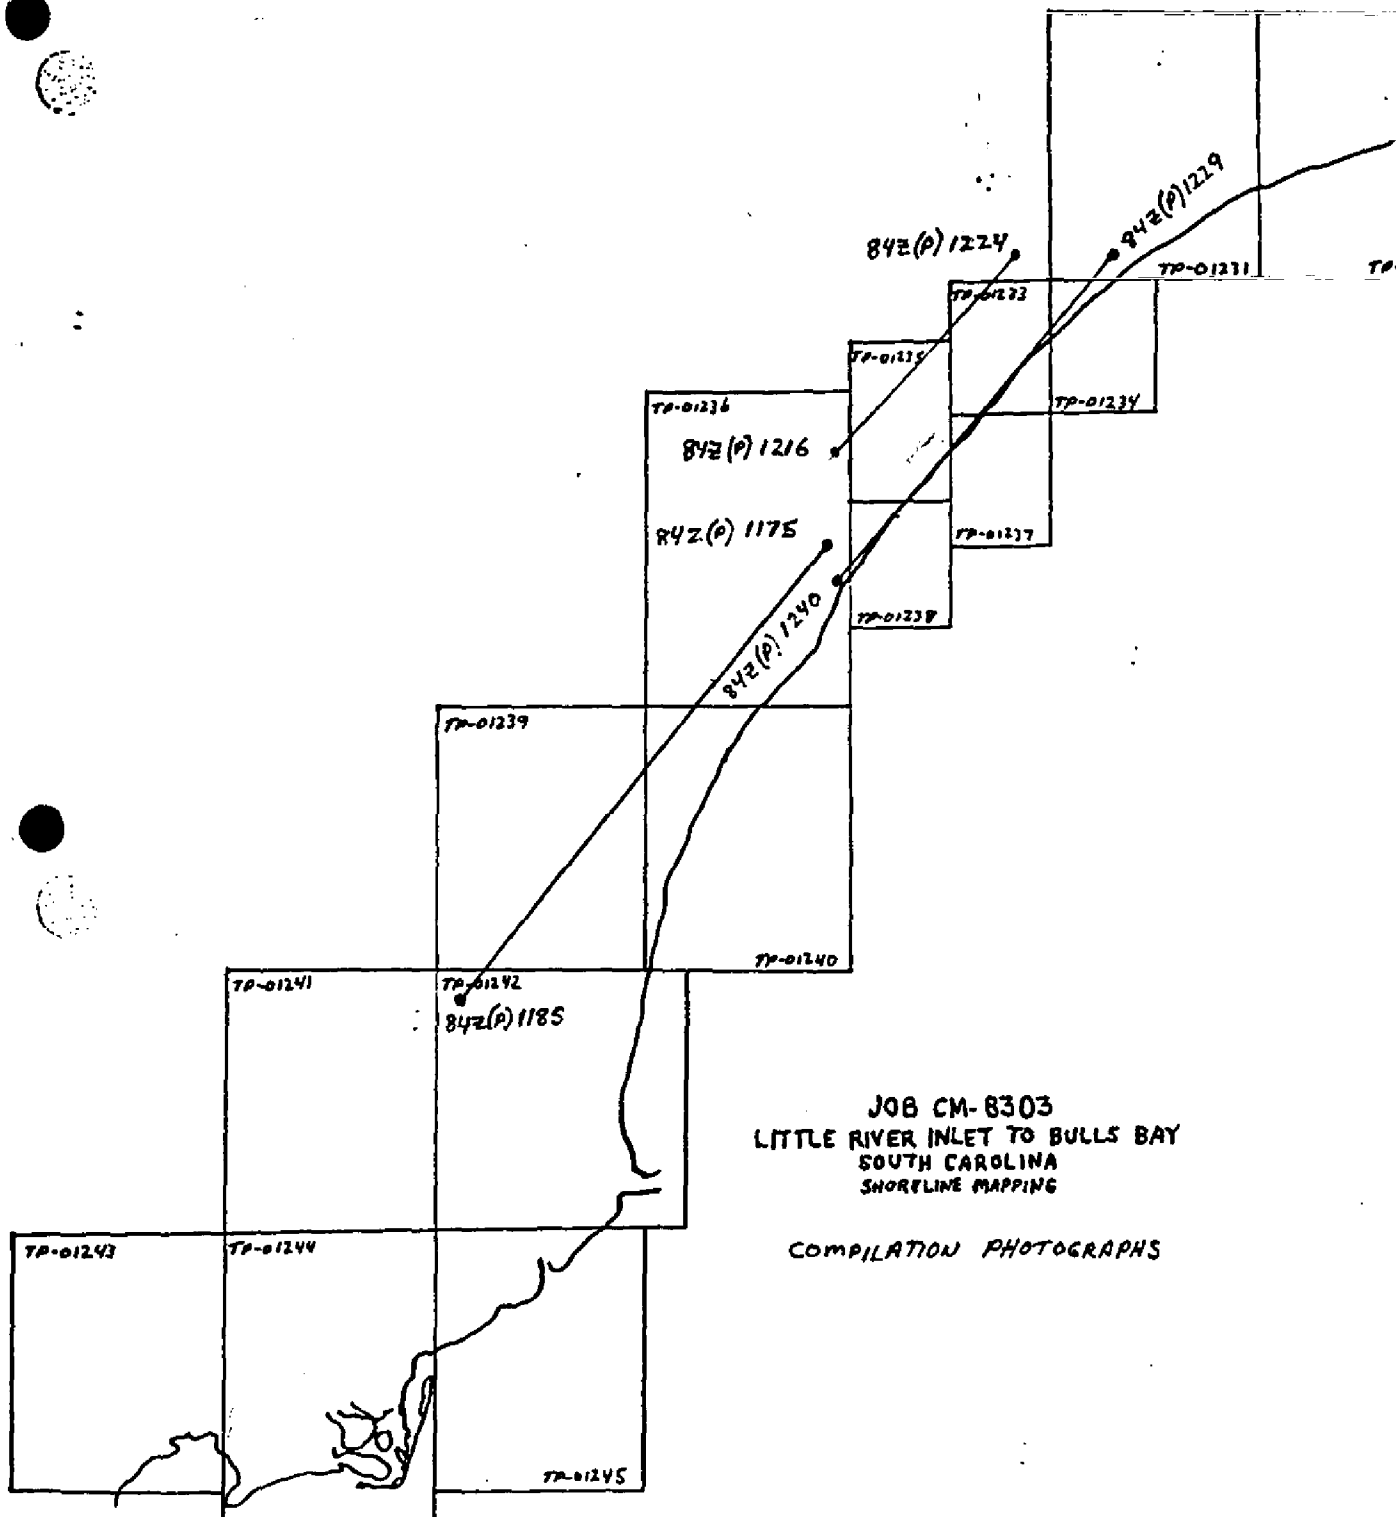 84Z(P) 1229
84Z(P) 1224
TP-01231
TP-
TP-01233
TP-01235
TP-01236
TP-01234
84Z(P) 1216
84Z(P) 1175
TP-01237
84Z(P) 1240
TP-01238
TP-01239
TP-01240
TP-01241
TP-01242
84Z(P) 1185
JOB CM-8303
LITTLE RIVER INLET TO BULLS BAY
SOUTH CAROLINA
SHORELINE MAPPING
COMPILATION PHOTOGRAPHS
TP-01243
TP-01244
TP-01245